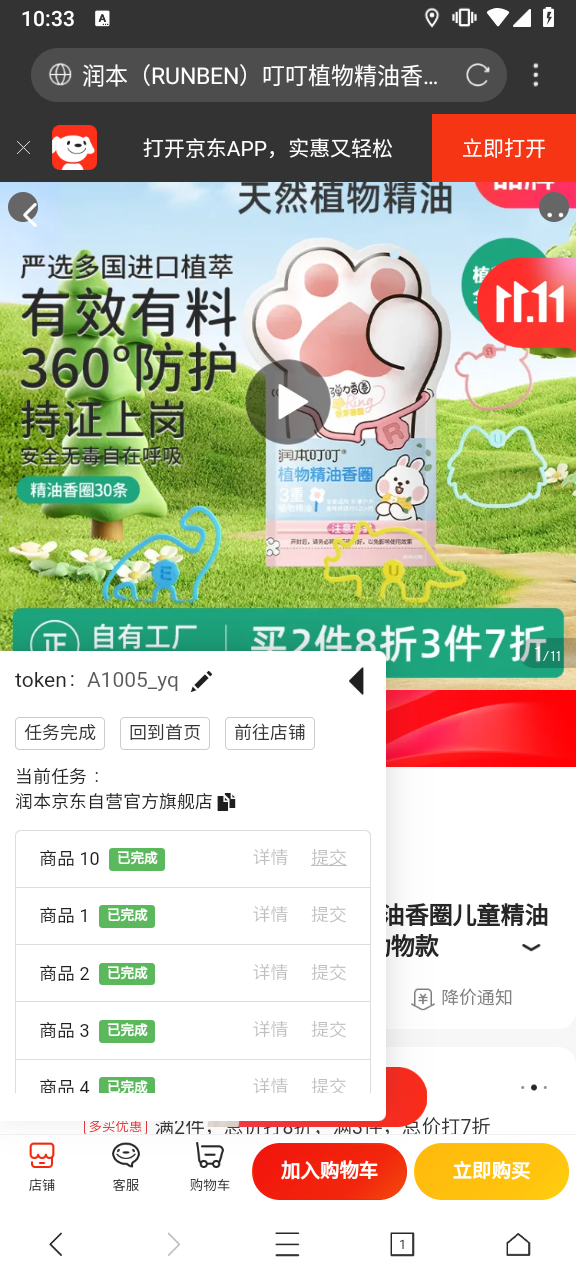 10:33
润本（RUNBEN）叮叮植物精油香...
打开京东APP，实惠又轻松
立即打开
天然植物精油
严选多国进口植萃
有效有料
360°防护
持证上岗
安全无毒自在呼吸
精油香圈30条
11.11
润本叮叮
植物精油香圈
3重
R
U
E
U
正
自有工厂
买2件8折3件7折
1/11
token: A1005_yq
任务完成
回到首页
前往店铺
当前任务：
润本京东自营官方旗舰店
商品 10 已完成 详情 提交
商品 1 已完成 详情 提交
商品 2 已完成 详情 提交
商品 3 已完成 详情 提交
商品 4 已完成 详情 提交
油香圈儿童精油
动物款
降价通知
多买优惠 满2件，总价打8折，满3件，总价打7折
店铺
客服
购物车
加入购物车
立即购买
1